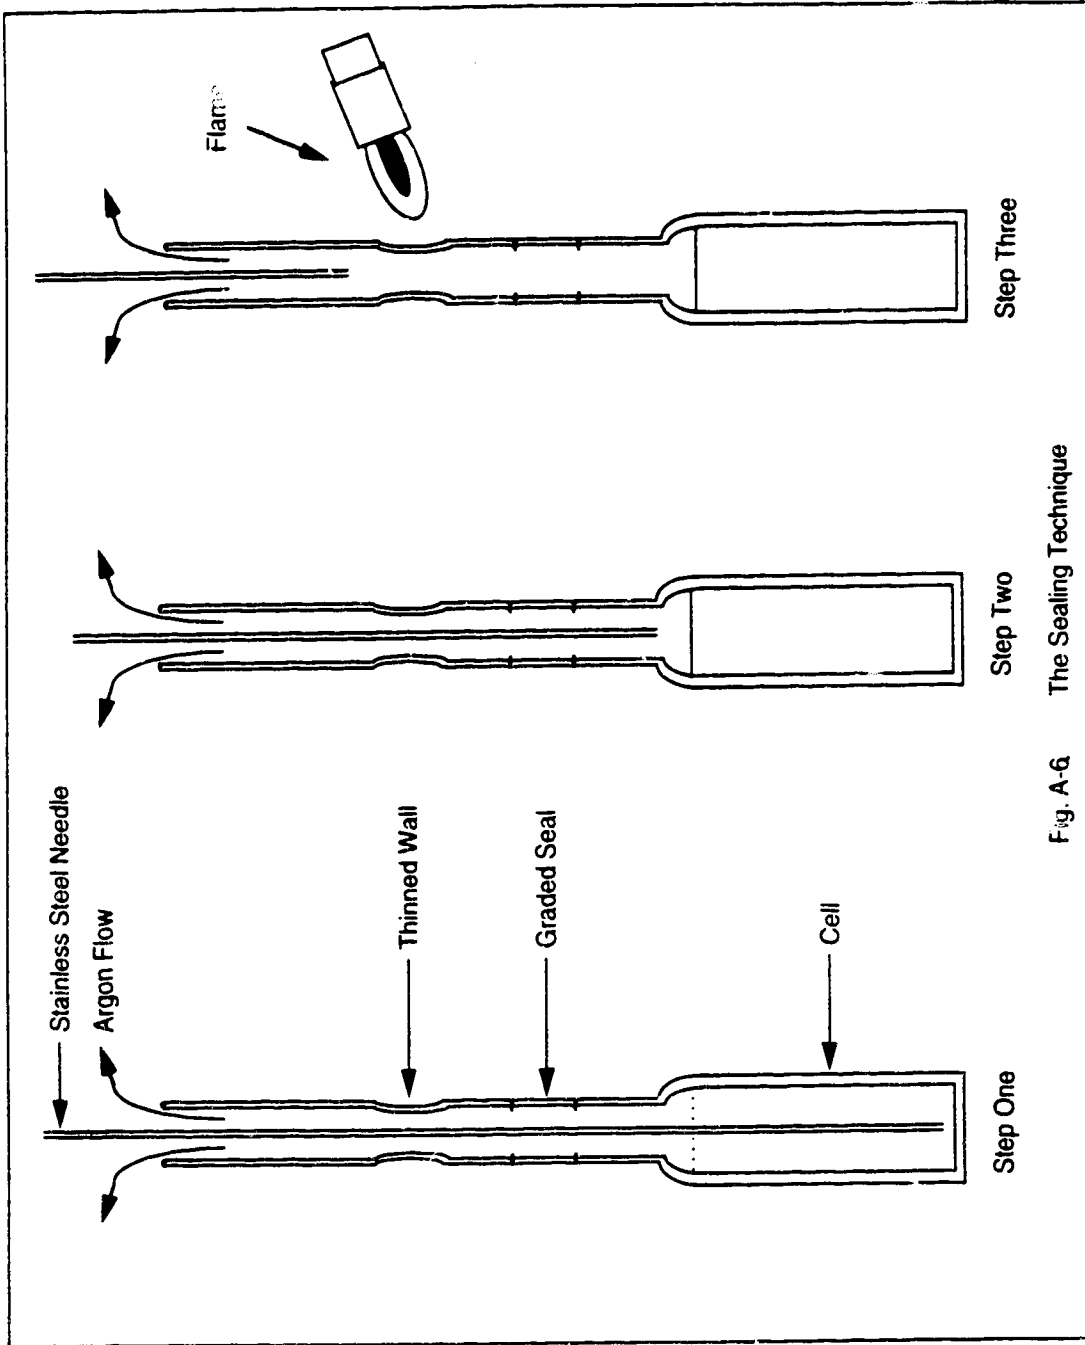 Stainless Steel Needle
Argon Flow
Thinned Wall
Graded Seal
Cell
Flame
Step One
Step Two
Step Three
Fig. A-6 The Sealing Technique